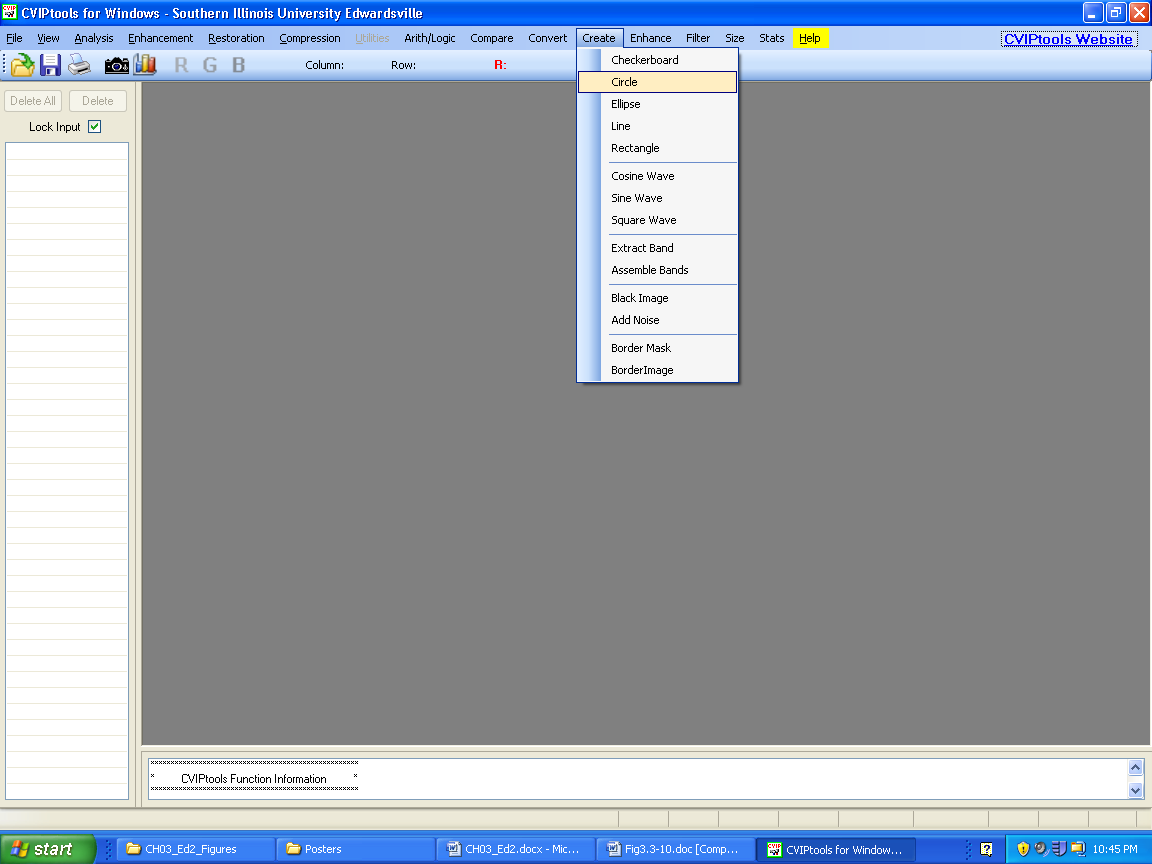 CVIPtools for Windows - Southern Illinois University Edwardsville
File View Analysis Enhancement Restoration Compression Utilities Arith/Logic Compare Convert Create Enhance Filter Size Stats Help CVIPtools Website
R G B Column: Row: R:
Delete All Delete
Lock Input
Checkerboard
Circle
Ellipse
Line
Rectangle
Cosine Wave
Sine Wave
Square Wave
Extract Band
Assemble Bands
Black Image
Add Noise
Border Mask
BorderImage
*****************************************************
* CVIPtools Function Information *
*****************************************************
start CH03_Ed2_Figures Posters CH03_Ed2.docx - Mic... Fig3.3-10.doc [Comp... CVIPtools for Window... 10:45 PM